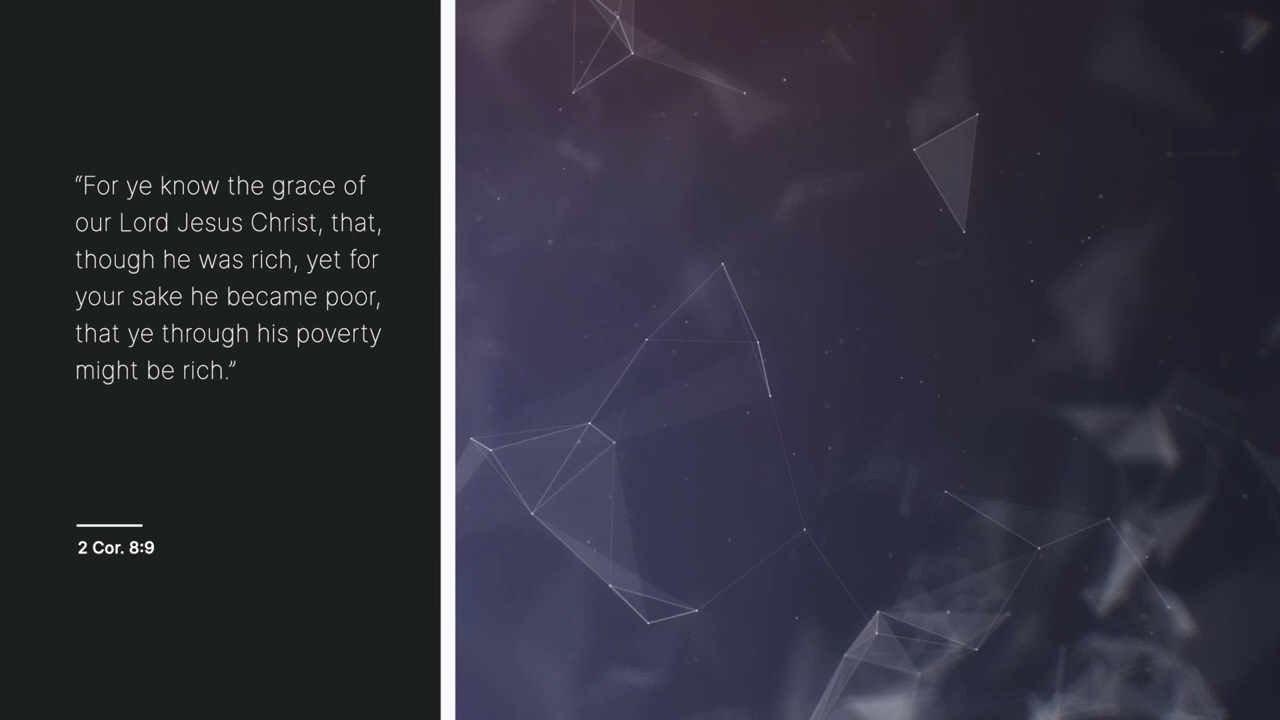 “For ye know the grace of
our Lord Jesus Christ, that,
though he was rich, yet for
your sake he became poor,
that ye through his poverty
might be rich.”
2 Cor. 8:9